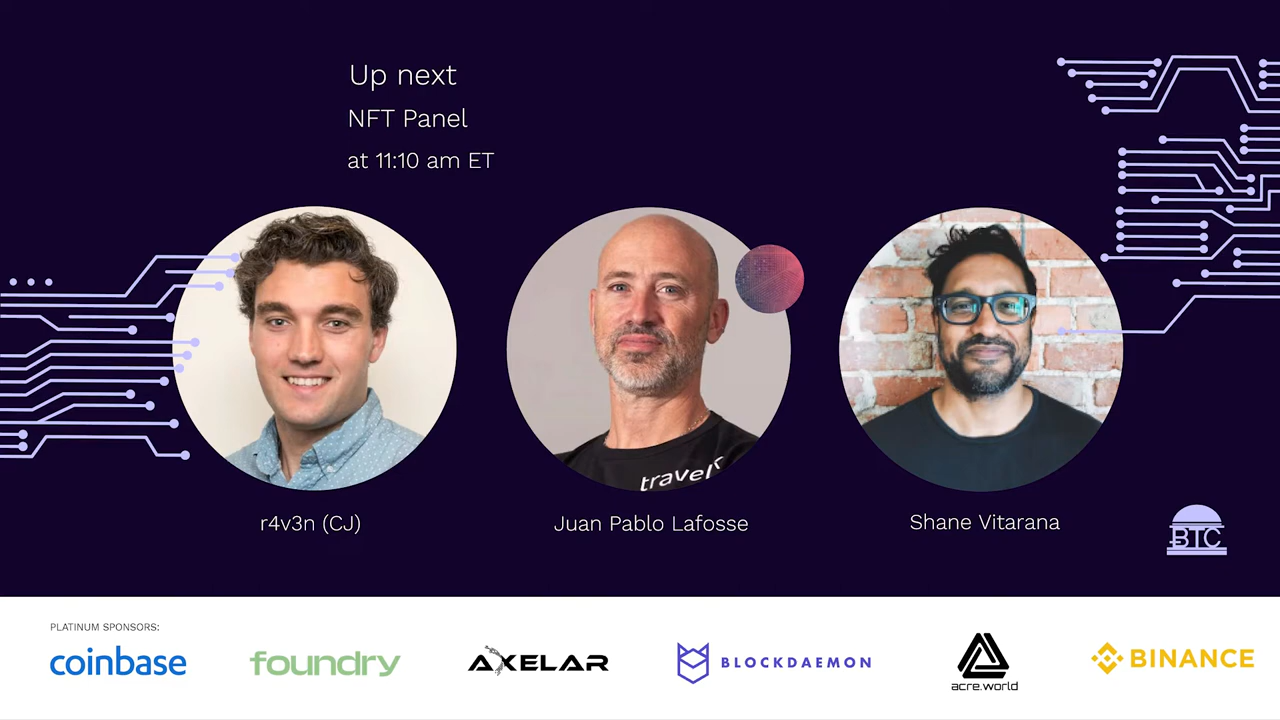 Up next
NFT Panel
at 11:10 am ET
travel
r4v3n (CJ)
Juan Pablo Lafosse
Shane Vitarana
BTC
PLATINUM SPONSORS:
coinbase
foundry
AXELAR
BLOCKDAEMON
acre.world
BINANCE